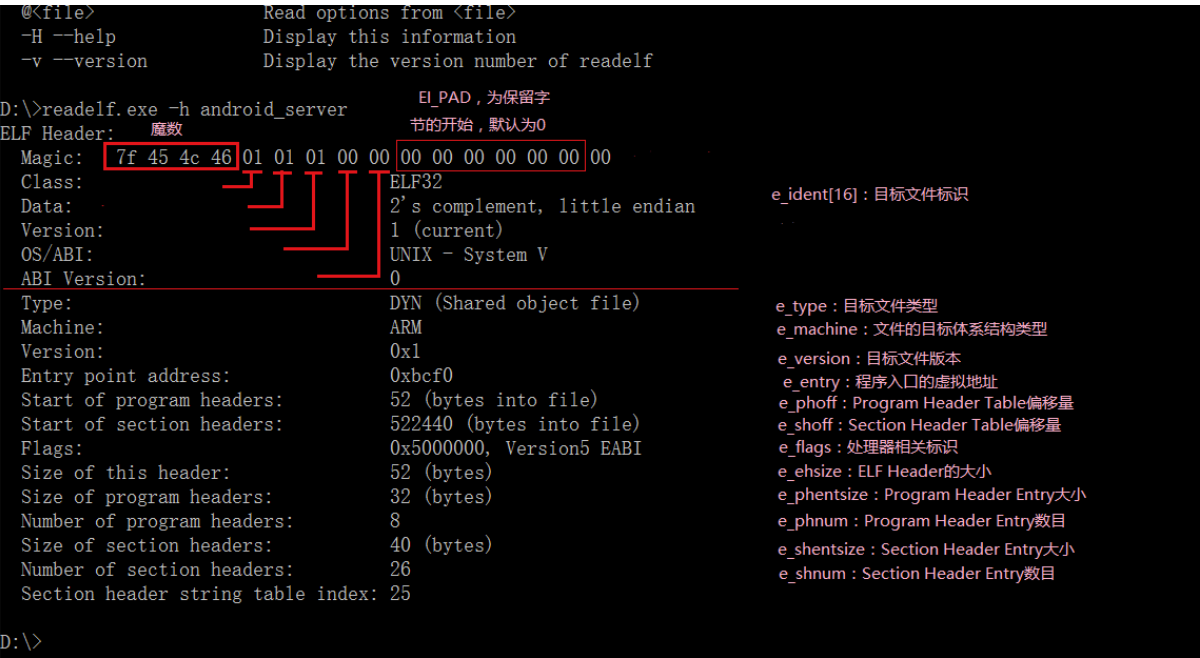 @<file>                Read options from <file>
-H --help              Display this information
-v --version           Display the version number of readelf
D:\>readelf.exe -h android_server
EI_PAD，为保留字
节的开始，默认为0
ELF Header:
魔数
Magic:   7f 45 4c 46 01 01 01 00 00 00 00 00 00 00 00 00
Class:                             ELF32
e_ident[16]：目标文件标识
Data:                              2's complement, little endian
Version:                           1 (current)
OS/ABI:                            UNIX - System V
ABI Version:                       0
Type:                              DYN (Shared object file)
e_type：目标文件类型
Machine:                           ARM
e_machine：文件的目标体系结构类型
Version:                           0x1
e_version：目标文件版本
Entry point address:               0xbcf0
e_entry：程序入口的虚拟地址
Start of program headers:          52 (bytes into file)
e_phoff：Program Header Table偏移量
Start of section headers:          522440 (bytes into file)
e_shoff：Section Header Table偏移量
Flags:                             0x5000000, Version5 EABI
e_flags：处理器相关标识
Size of this header:               52 (bytes)
e_ehsize：ELF Header的大小
Size of program headers:           32 (bytes)
e_phentsize：Program Header Entry大小
Number of program headers:         8
e_phnum：Program Header Entry数目
Size of section headers:           40 (bytes)
e_shentsize：Section Header Entry大小
Number of section headers:         26
e_shnum：Section Header Entry数目
Section header string table index: 25
D:\>